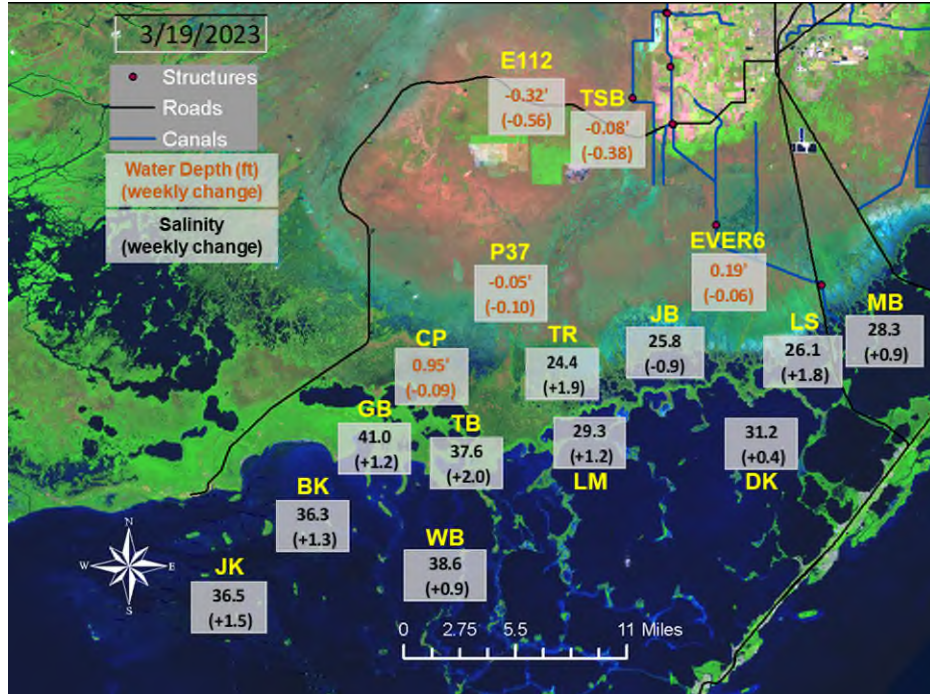 3/19/2023
Structures
Roads
Canals
Water Depth (ft)
(weekly change)
Salinity
(weekly change)
E112
-0.32'
(-0.56)
TSB
-0.08'
(-0.38)
P37
-0.05'
(-0.10)
EVER6
0.19'
(-0.06)
CP
0.95'
(-0.09)
TR
24.4
(+1.9)
JB
25.8
(-0.9)
LS
26.1
(+1.8)
MB
28.3
(+0.9)
GB
41.0
(+1.2)
TB
37.6
(+2.0)
29.3
(+1.2)
LM
31.2
(+0.4)
DK
BK
36.3
(+1.3)
WB
38.6
(+0.9)
JK
36.5
(+1.5)
N
W E
S
0 2.75 5.5 11 Miles